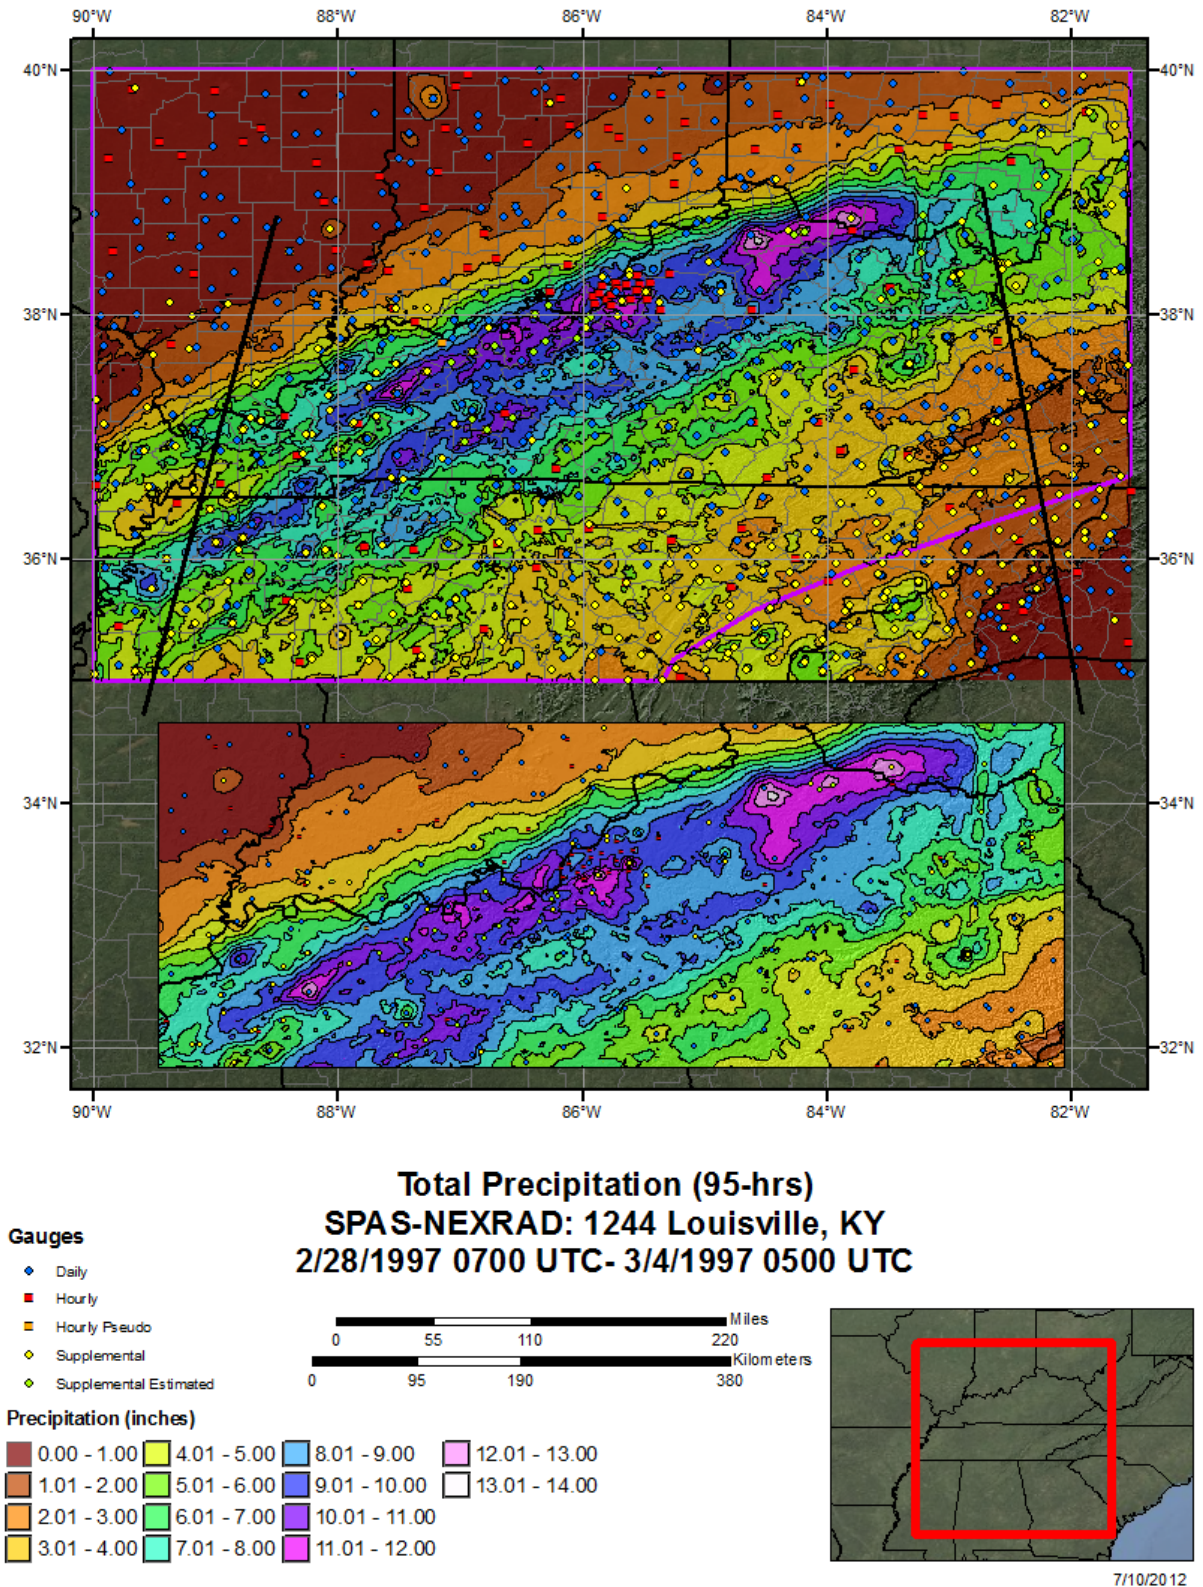 90°W 88°W 86°W 84°W 82°W
40°N 40°N
38°N 38°N
36°N 36°N
34°N 34°N
32°N 32°N
90°W 88°W 86°W 84°W 82°W
Total Precipitation (95-hrs)
SPAS-NEXRAD: 1244 Louisville, KY
2/28/1997 0700 UTC- 3/4/1997 0500 UTC
Gauges
Daily
Hourly
Hourly Pseudo
Supplemental
Supplemental Estimated
Miles
0 55 110 220
Kilometers
0 95 190 380
Precipitation (inches)
0.00 - 1.00 4.01 - 5.00 8.01 - 9.00 12.01 - 13.00
1.01 - 2.00 5.01 - 6.00 9.01 - 10.00 13.01 - 14.00
2.01 - 3.00 6.01 - 7.00 10.01 - 11.00
3.01 - 4.00 7.01 - 8.00 11.01 - 12.00
7/10/2012